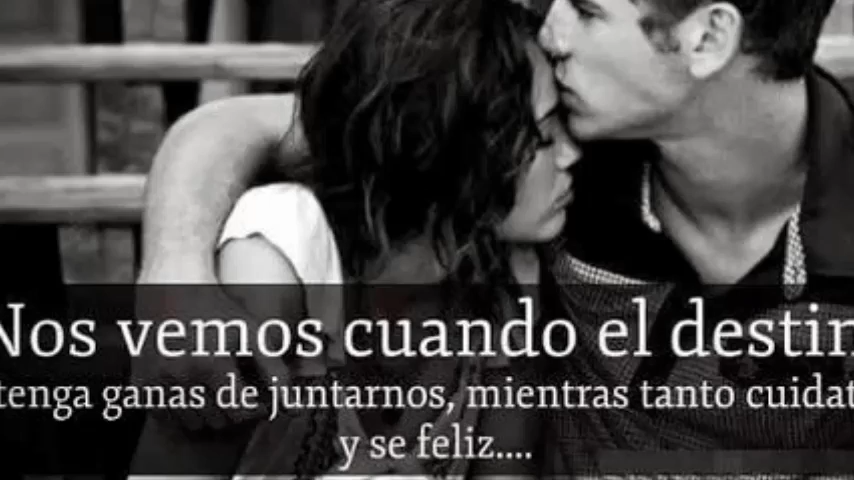 Nos vemos cuando el destin
tenga ganas de juntarnos, mientras tanto cuidat
y se feliz....